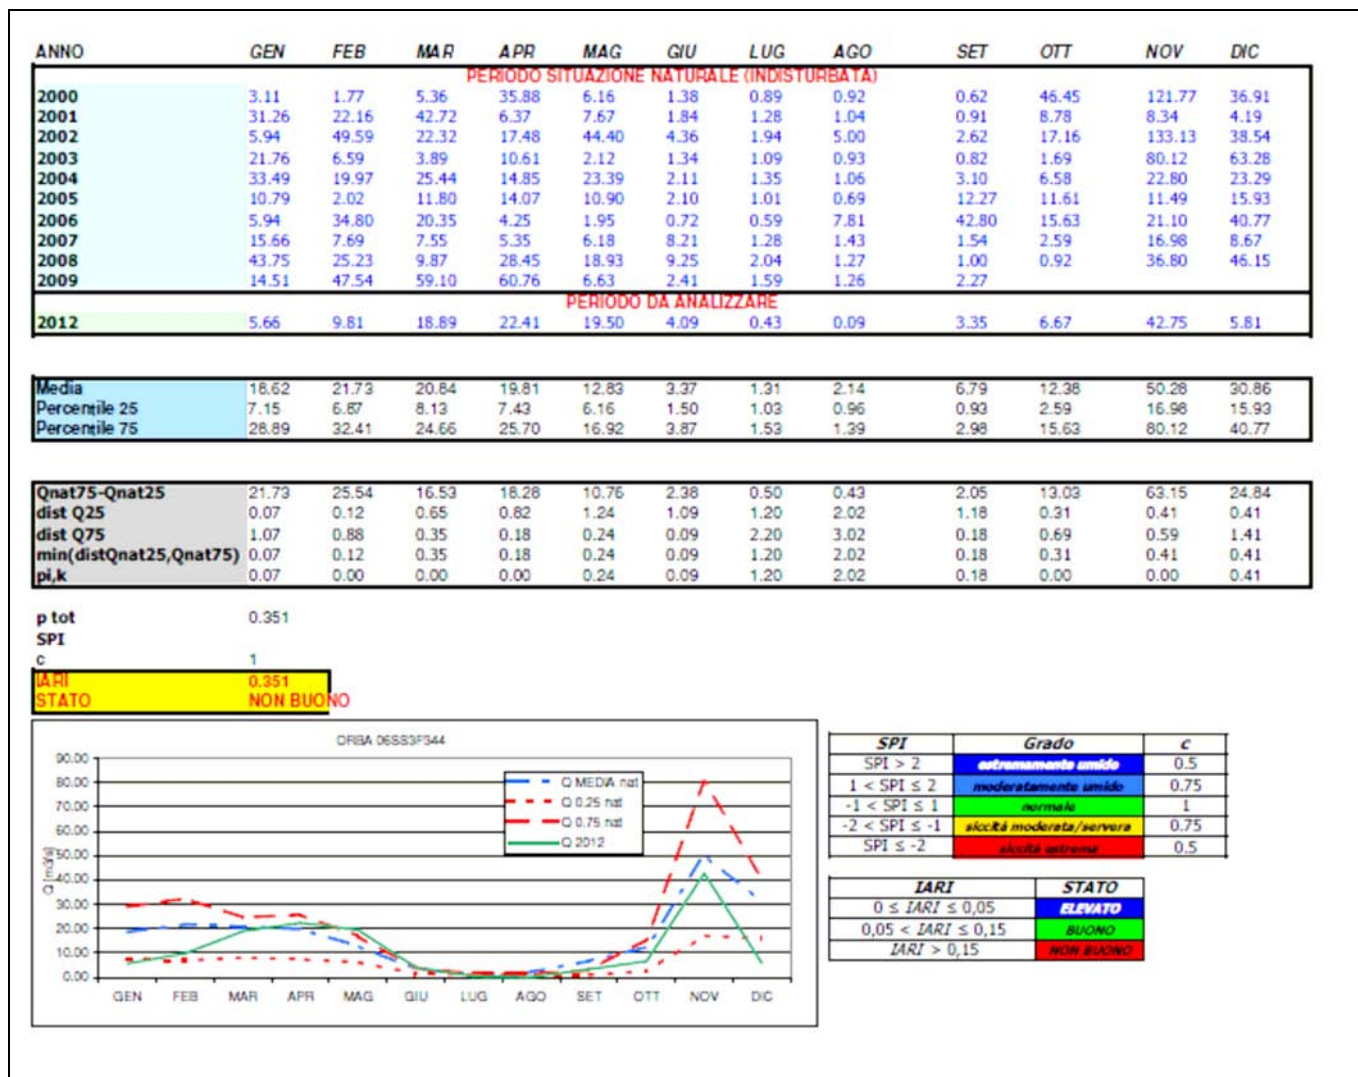 ANNO GEN FEB MAR APR MAG GIU LUG AGO SET OTT NOV DIC
PERIODO SITUAZIONE NATURALE (INDISTURBATA)
2000 3.11 1.77 5.36 35.88 6.16 1.38 0.89 0.92 0.62 46.45 121.77 36.91
2001 31.26 22.16 42.72 6.37 7.67 1.84 1.28 1.04 0.91 8.78 8.34 4.19
2002 5.94 49.59 22.32 17.48 44.40 4.36 1.94 5.00 2.62 17.16 133.13 38.54
2003 21.76 6.59 3.89 10.61 2.12 1.34 1.09 0.93 0.82 1.69 80.12 63.28
2004 33.49 19.97 25.44 14.85 23.39 2.11 1.35 1.06 3.10 6.58 22.80 23.29
2005 10.79 2.02 11.80 14.07 10.90 2.10 1.01 0.69 12.27 11.61 11.49 15.93
2006 5.94 34.80 20.35 4.25 1.95 0.72 0.59 7.81 42.80 15.63 21.10 40.77
2007 15.66 7.69 7.55 5.35 6.18 8.21 1.28 1.43 1.54 2.59 16.98 8.67
2008 43.75 25.23 9.87 28.45 18.93 9.25 2.04 1.27 1.00 0.92 36.80 46.15
2009 14.51 47.54 59.10 60.76 6.63 2.41 1.59 1.26 2.27
PERIODO DA ANALIZZARE
2012 5.66 9.81 18.89 22.41 19.50 4.09 0.43 0.09 3.35 6.67 42.75 5.81
Media 18.62 21.73 20.84 19.81 12.83 3.37 1.31 2.14 6.79 12.38 50.28 30.86
Percentile 25 7.15 6.87 8.13 7.43 6.16 1.50 1.03 0.96 0.93 2.59 16.98 15.93
Percentile 75 28.89 32.41 24.66 25.70 16.92 3.87 1.53 1.39 2.98 15.63 80.12 40.77
Qnat75-Qnat25 21.73 25.54 16.53 18.28 10.76 2.38 0.50 0.43 2.05 13.03 63.15 24.84
dist Q25 0.07 0.12 0.65 0.82 1.24 1.09 1.20 2.02 1.18 0.31 0.41 0.41
dist Q75 1.07 0.88 0.35 0.18 0.24 0.09 2.20 3.02 0.18 0.69 0.59 1.41
min(distQnat25,Qnat75) 0.07 0.12 0.35 0.18 0.24 0.09 1.20 2.02 0.18 0.31 0.41 0.41
pi,k 0.07 0.00 0.00 0.00 0.24 0.09 1.20 2.02 0.18 0.00 0.00 0.41
p tot 0.351
SPI
c 1
IARI 0.351
STATO NON BUONO
ORBA 06SS3F344
Q [m3/s]
90.00
80.00
70.00
60.00
50.00
40.00
30.00
20.00
10.00
0.00
Q MEDIA nat
Q 0.25 nat
Q 0.75 nat
Q 2012
GEN FEB MAR APR MAG GIU LUG AGO SET OTT NOV DIC
SPI Grado c
SPI > 2 estremamente umido 0.5
1 < SPI ≤ 2 moderatamente umido 0.75
-1 < SPI ≤ 1 normale 1
-2 < SPI ≤ -1 siccità moderata/servera 0.75
SPI ≤ -2 siccità estrema 0.5
IARI STATO
0 ≤ IARI ≤ 0,05 ELEVATO
0,05 < IARI ≤ 0,15 BUONO
IARI > 0,15 NON BUONO